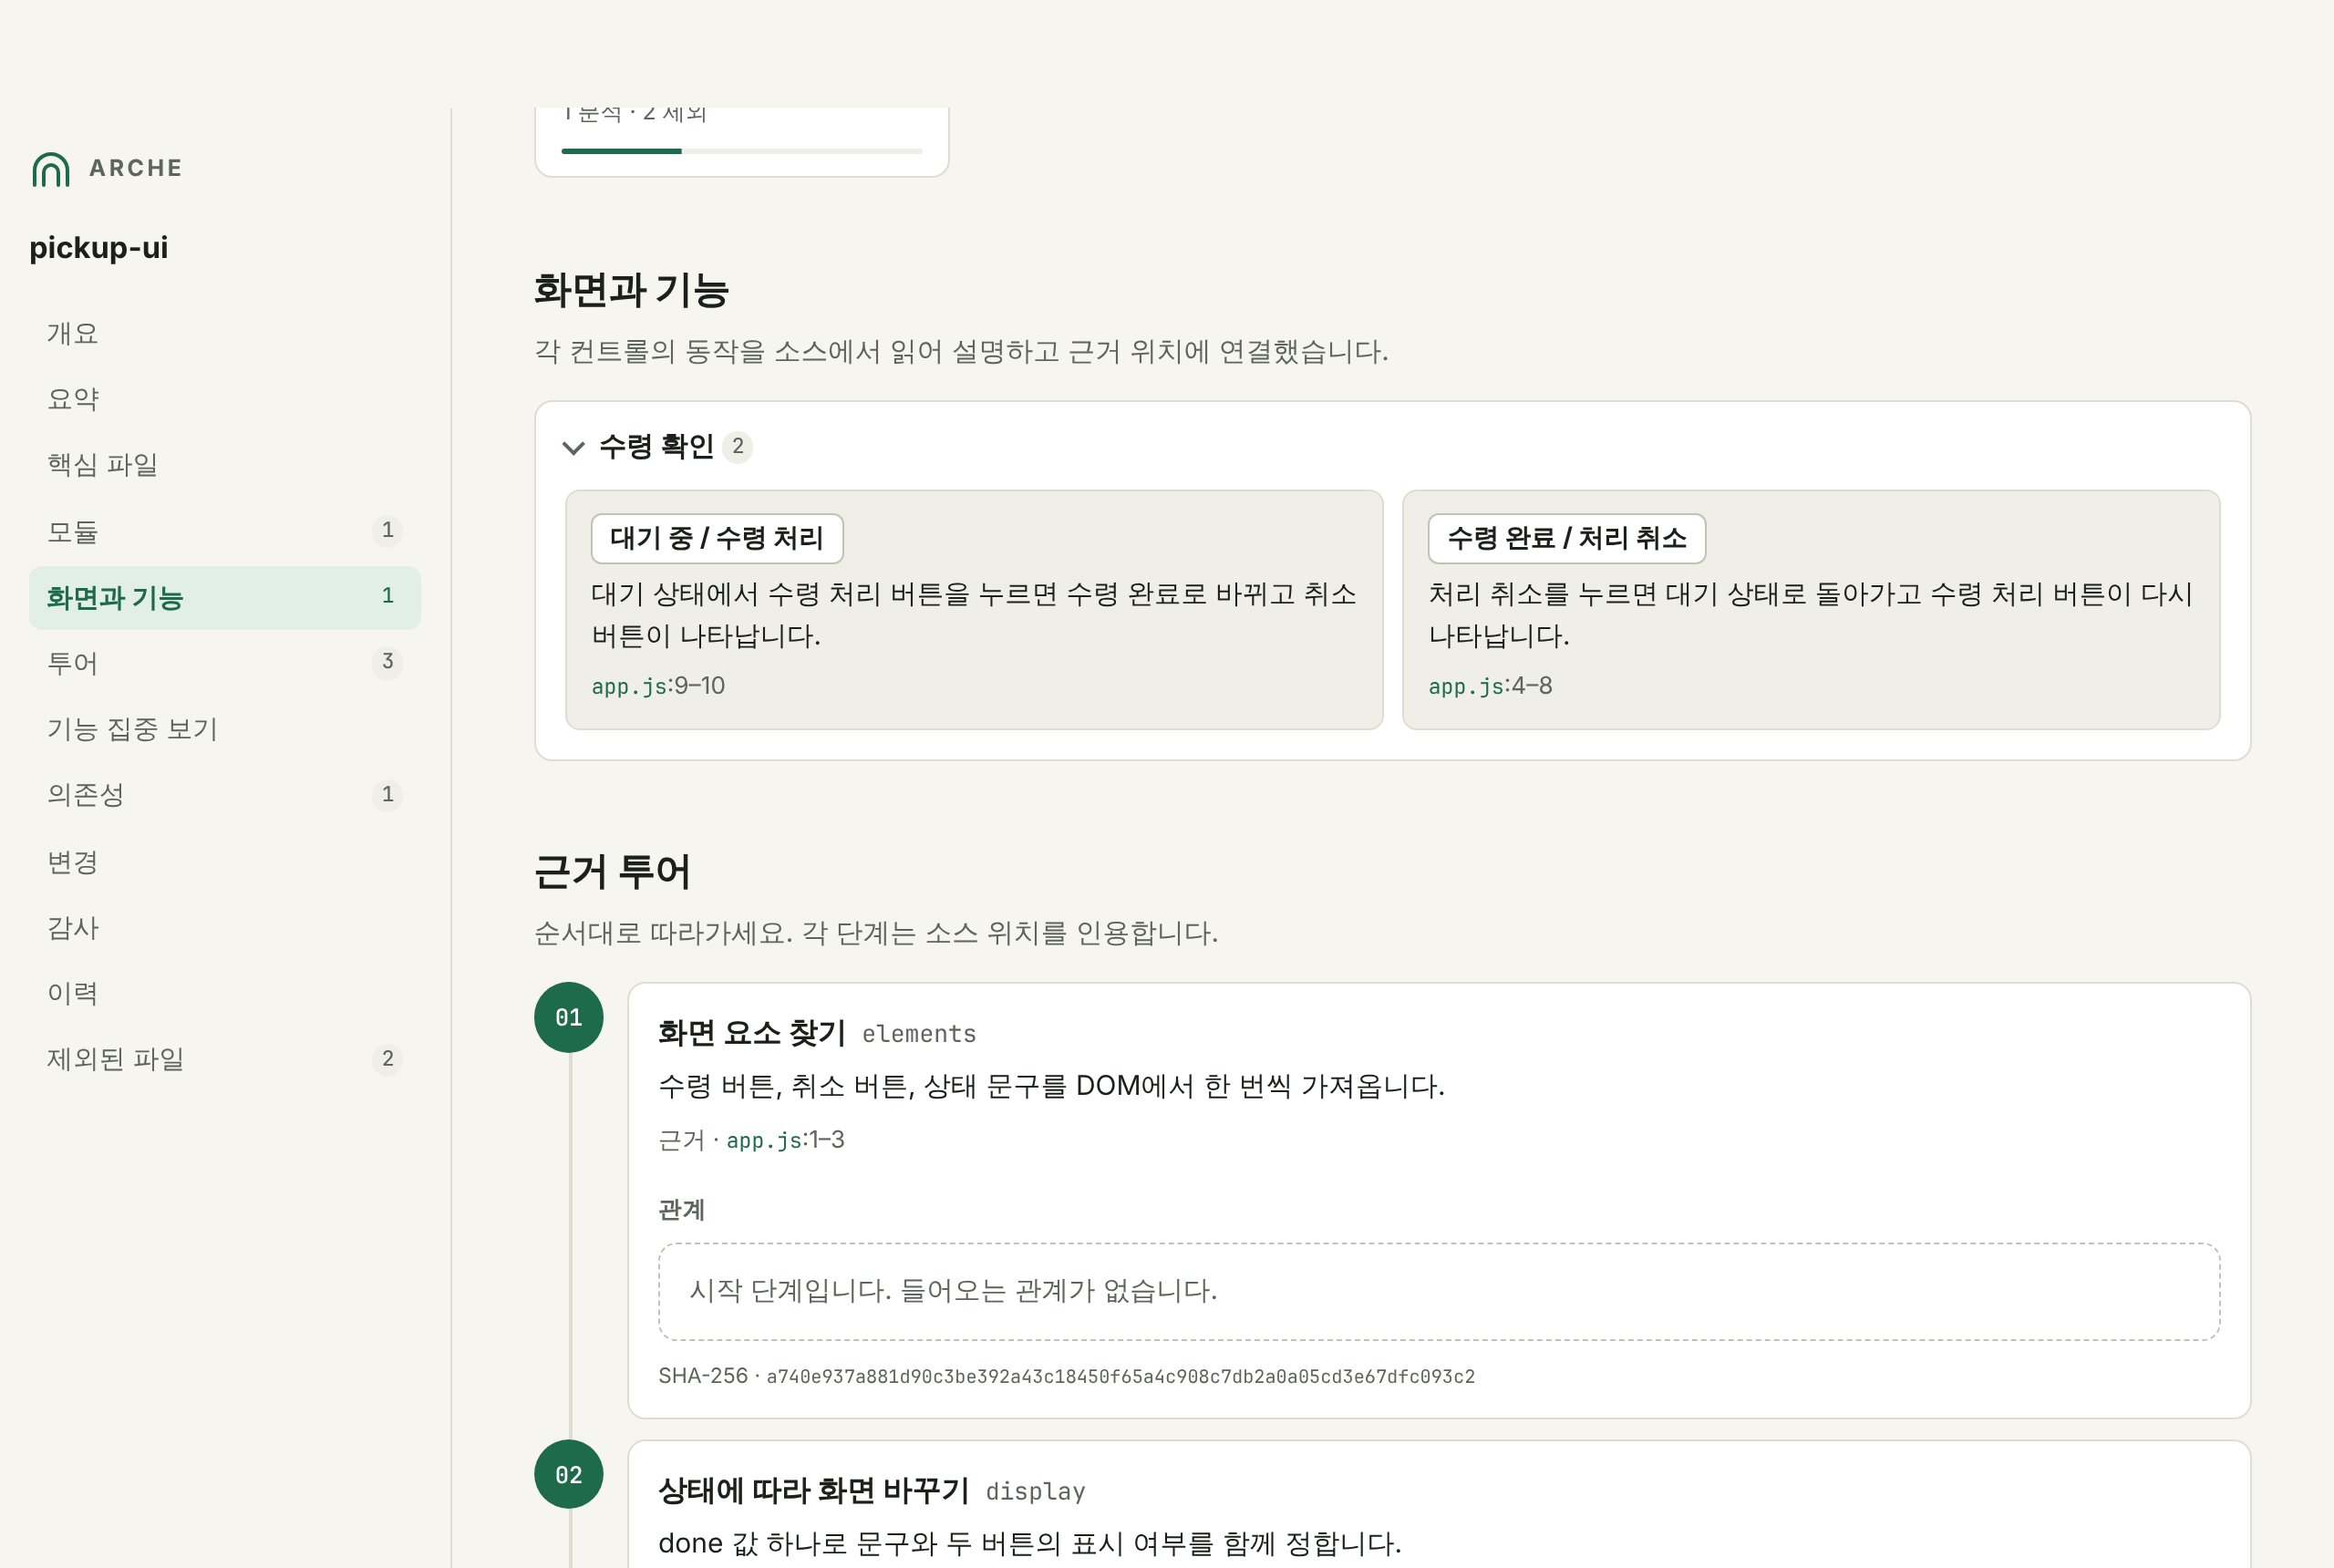 ARCHE
pickup-ui
개요
요약
핵심 파일
모듈 1
화면과 기능 1
투어 3
기능 집중 보기
의존성 1
변경
감사
이력
제외된 파일 2
1 분석 · 2 제외
화면과 기능
각 컨트롤의 동작을 소스에서 읽어 설명하고 근거 위치에 연결했습니다.
수령 확인 2
대기 중 / 수령 처리
대기 상태에서 수령 처리 버튼을 누르면 수령 완료로 바뀌고 취소
버튼이 나타납니다.
app.js:9–10
수령 완료 / 처리 취소
처리 취소를 누르면 대기 상태로 돌아가고 수령 처리 버튼이 다시
나타납니다.
app.js:4–8
근거 투어
순서대로 따라가세요. 각 단계는 소스 위치를 인용합니다.
01
화면 요소 찾기 elements
수령 버튼, 취소 버튼, 상태 문구를 DOM에서 한 번씩 가져옵니다.
근거 · app.js:1–3
관계
시작 단계입니다. 들어오는 관계가 없습니다.
SHA-256 · a740e937a881d90c3be392a43c18450f65a4c908c7db2a0a05cd3e67dfc093c2
02
상태에 따라 화면 바꾸기 display
done 값 하나로 문구와 두 버튼의 표시 여부를 함께 정합니다.